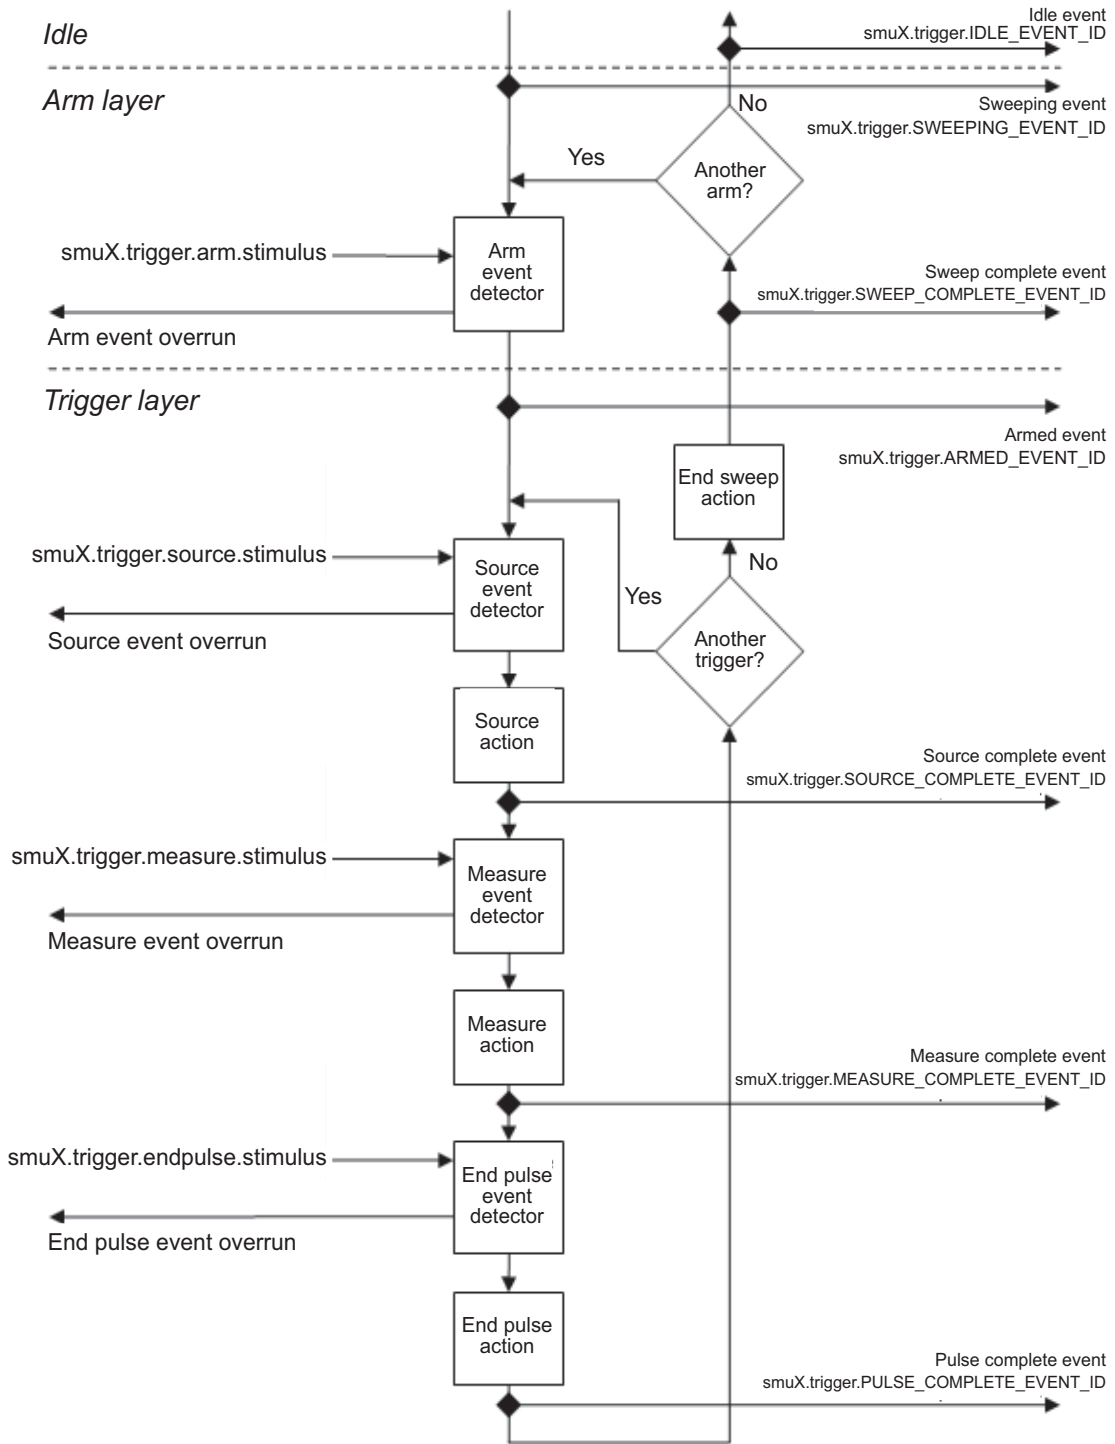 Idle
Idle event
smuX.trigger.IDLE_EVENT_ID
Arm layer
Sweeping event
smuX.trigger.SWEEPING_EVENT_ID
No
Yes
Another
arm?
smuX.trigger.arm.stimulus
Arm
event
detector
Arm event overrun
Sweep complete event
smuX.trigger.SWEEP_COMPLETE_EVENT_ID
Trigger layer
Armed event
smuX.trigger.ARMED_EVENT_ID
End sweep
action
No
smuX.trigger.source.stimulus
Source
event
detector
Source event overrun
Yes
Another
trigger?
Source
action
Source complete event
smuX.trigger.SOURCE_COMPLETE_EVENT_ID
smuX.trigger.measure.stimulus
Measure
event
detector
Measure event overrun
Measure
action
Measure complete event
smuX.trigger.MEASURE_COMPLETE_EVENT_ID
smuX.trigger.endpulse.stimulus
End pulse
event
detector
End pulse event overrun
End pulse
action
Pulse complete event
smuX.trigger.PULSE_COMPLETE_EVENT_ID